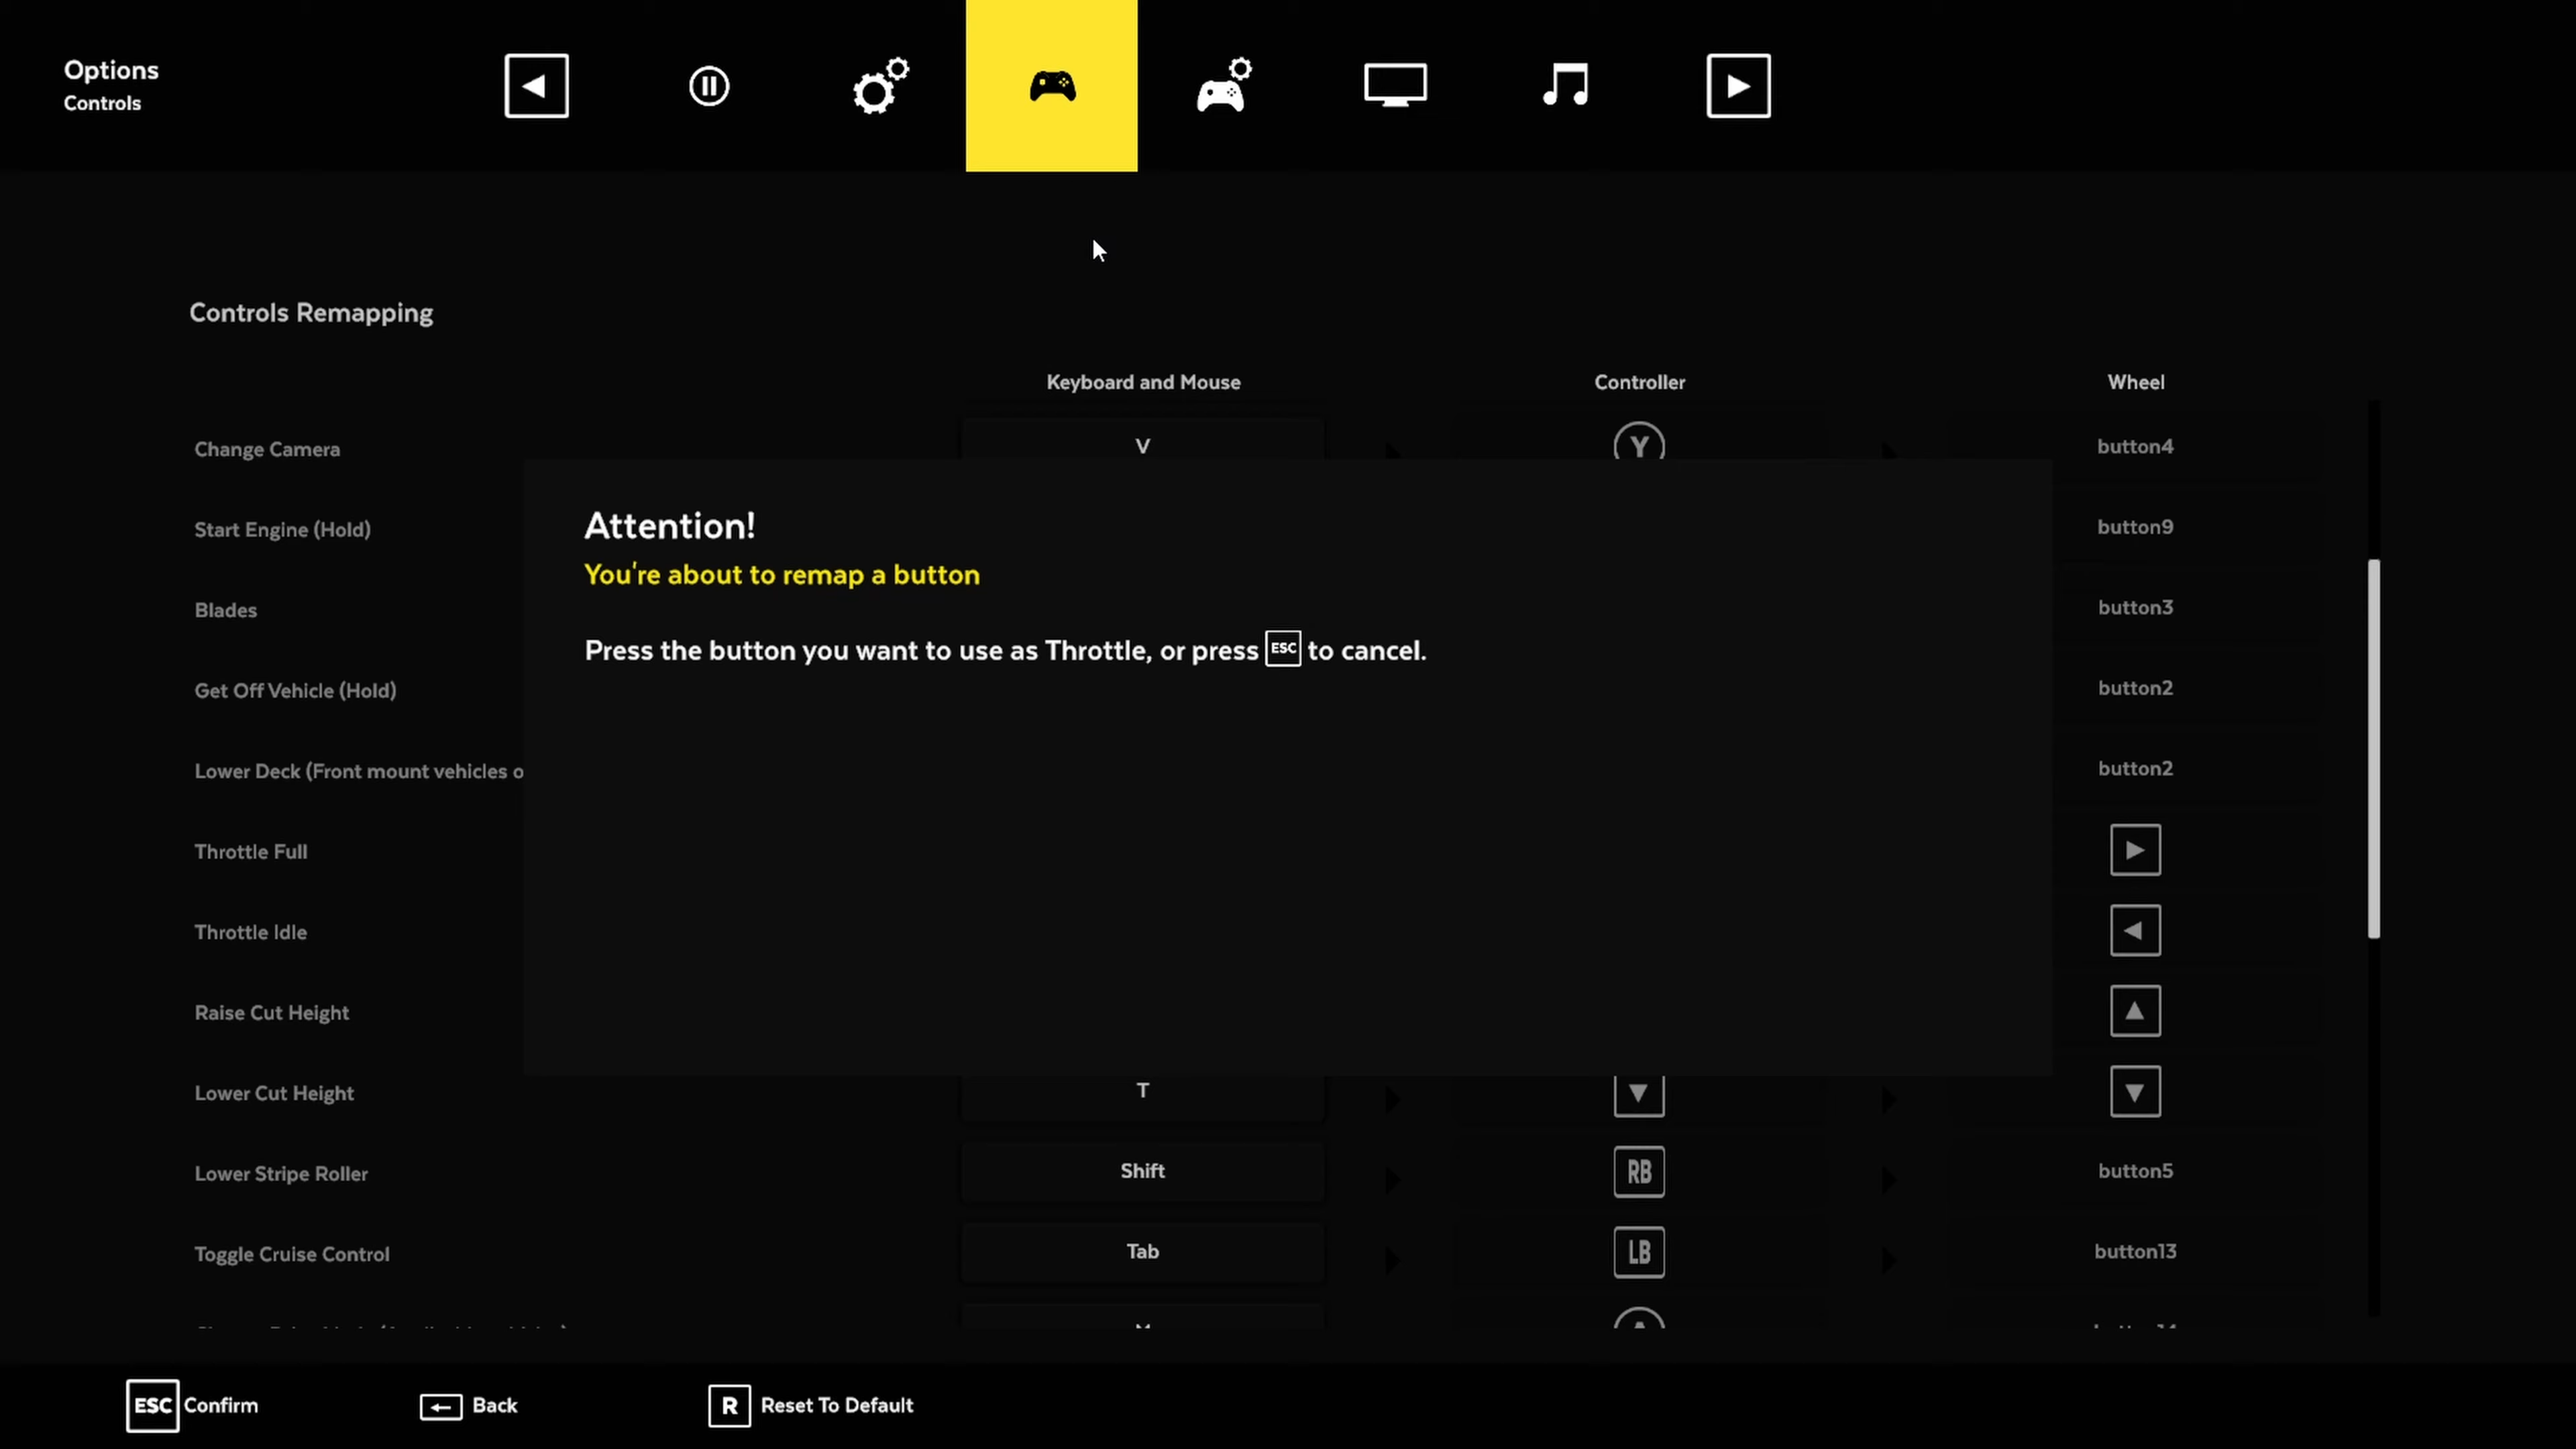 Options
Controls
Controls Remapping
Keyboard and Mouse Controller Wheel
Change Camera V Y button4
Attention!
You're about to remap a button
Press the button you want to use as Throttle, or press ESC to cancel.
Start Engine (Hold) button9
Blades button3
Get Off Vehicle (Hold) button2
Lower Deck (Front mount vehicles o button2
Throttle Full
Throttle Idle
Raise Cut Height
Lower Cut Height T
Lower Stripe Roller Shift RB button5
Toggle Cruise Control Tab LB button13
ESC Confirm Back R Reset To Default